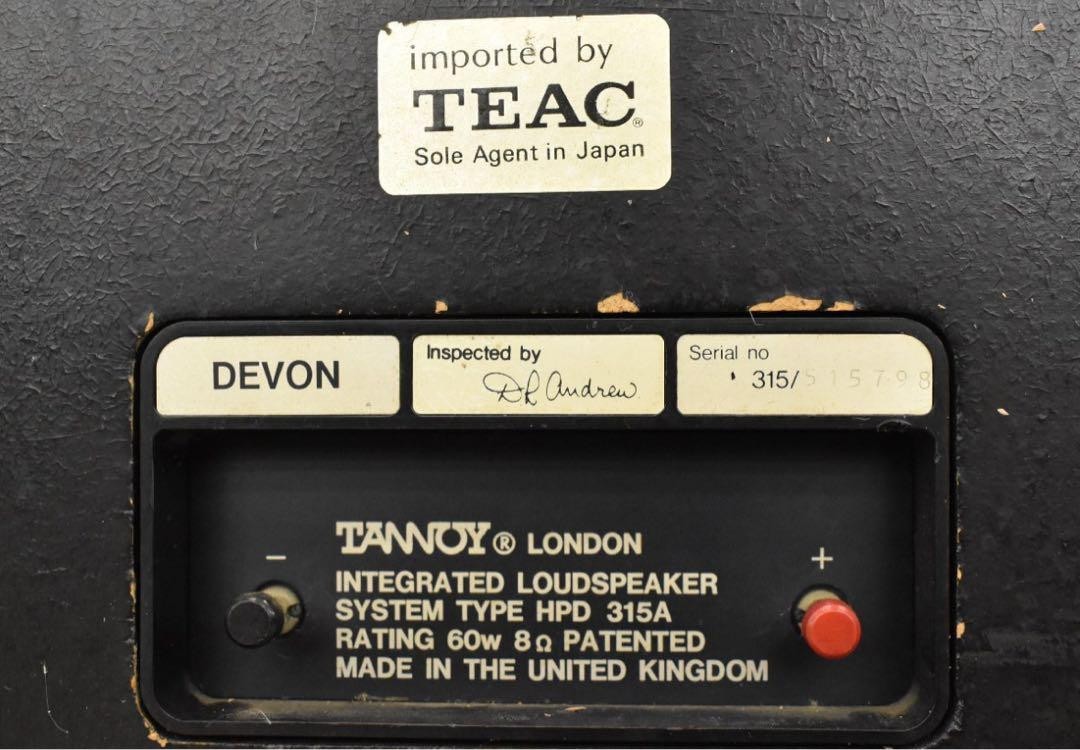 imported by
TEAC®
Sole Agent in Japan
DEVON
Inspected by
DL Andrew
Serial no
315/515798
TANNOY® LONDON
INTEGRATED LOUDSPEAKER
SYSTEM TYPE HPD 315A
RATING 60w 8Ω PATENTED
MADE IN THE UNITED KINGDOM
− +